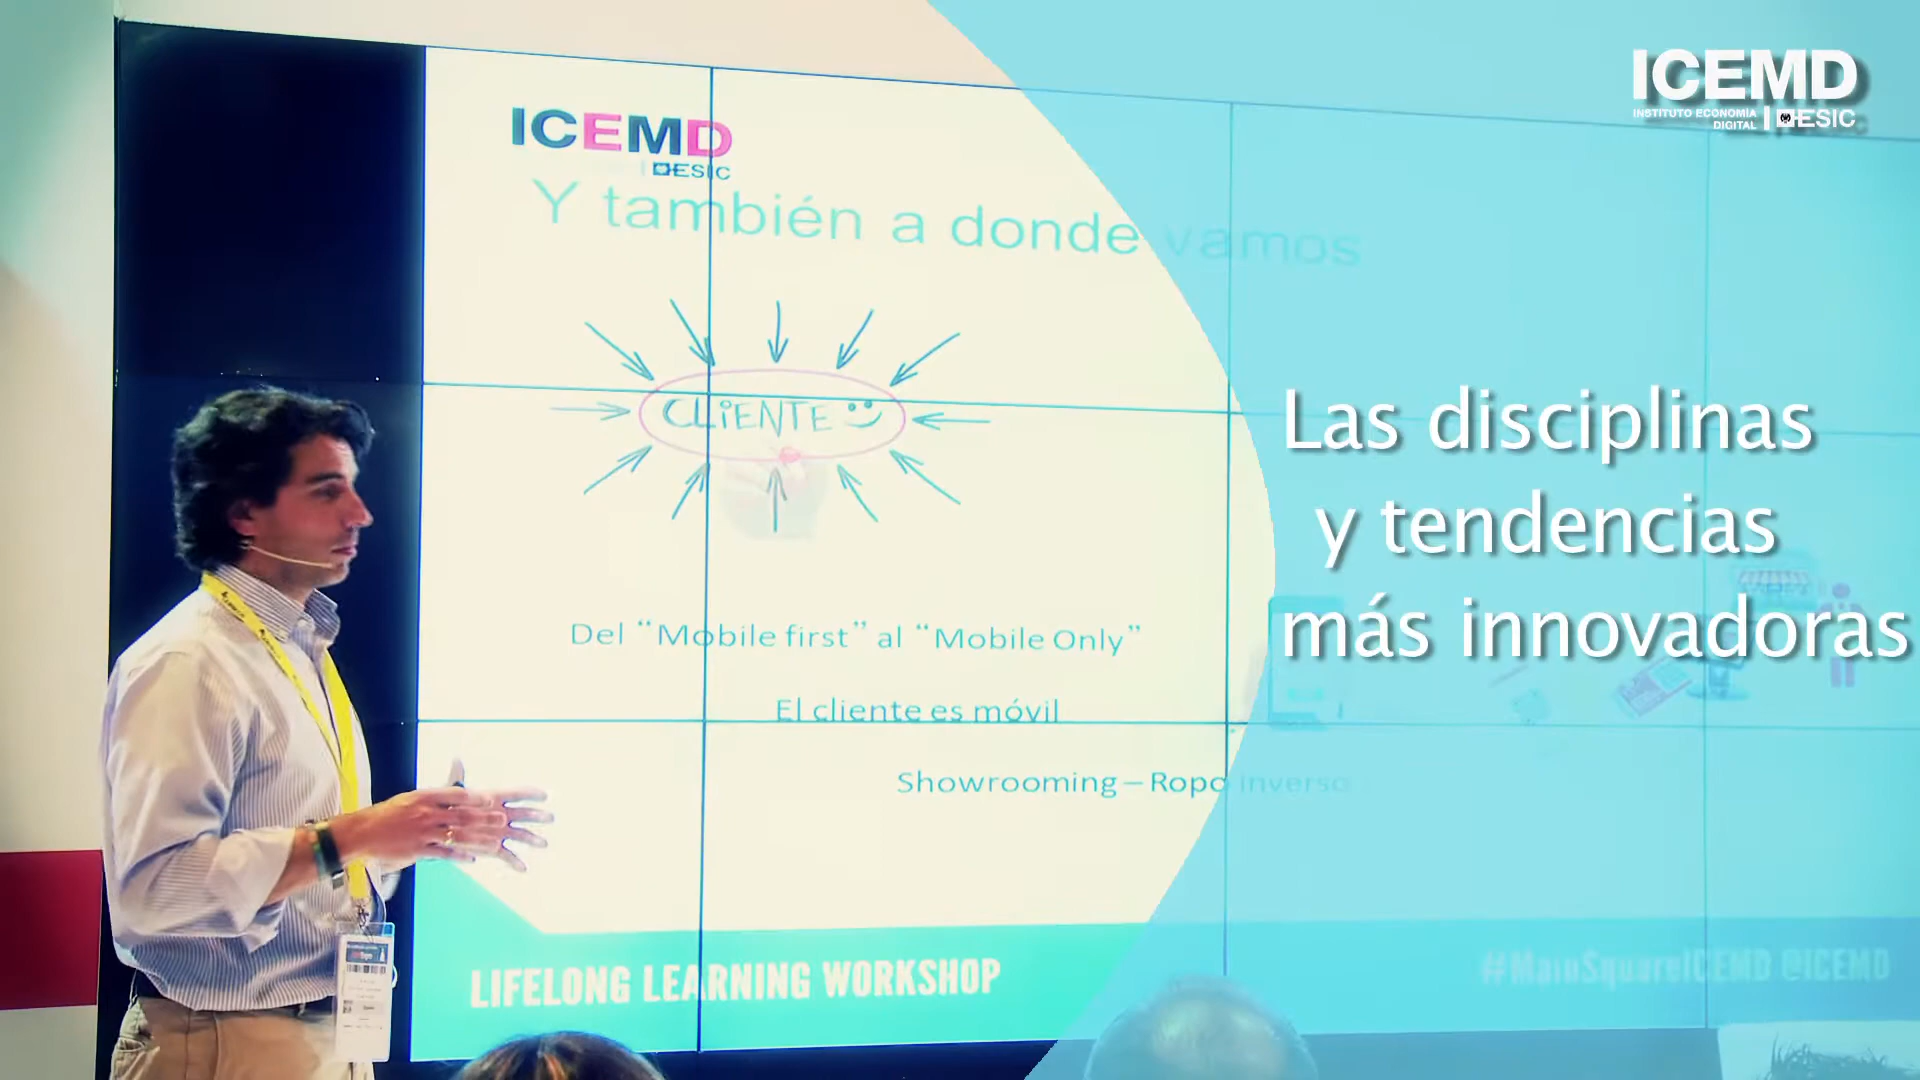 ICEMD
INSTITUTO ECONOMÍA
DIGITAL
ESIC
ICEMD
ESIC
Y también a donde vamos
CLIENTE
Las disciplinas
y tendencias
más innovadoras
Del “Mobile first” al “Mobile Only”
El cliente es móvil
Showrooming – Ropo inverso
LIFELONG LEARNING WORKSHOP
#MainSquareICEMD @ICEMD